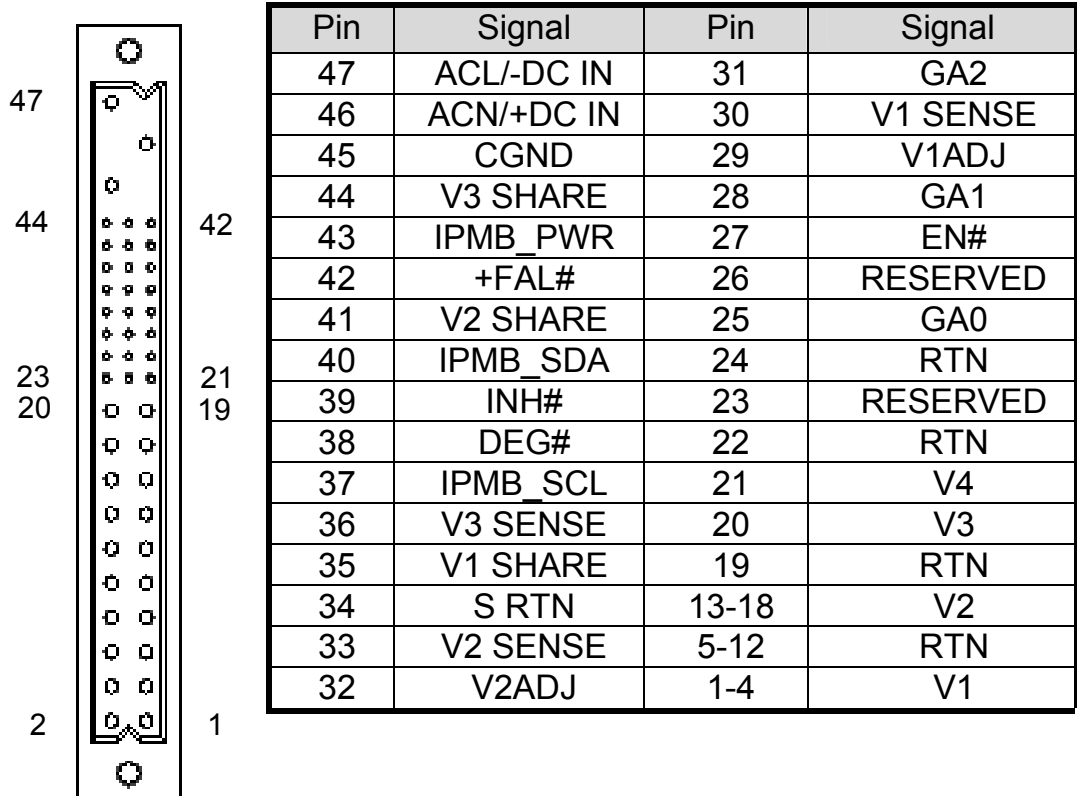 47
44
23
20
2
42
21
19
1
Pin Signal Pin Signal
47 ACL/-DC IN 31 GA2
46 ACN/+DC IN 30 V1 SENSE
45 CGND 29 V1ADJ
44 V3 SHARE 28 GA1
43 IPMB_PWR 27 EN#
42 +FAL# 26 RESERVED
41 V2 SHARE 25 GA0
40 IPMB_SDA 24 RTN
39 INH# 23 RESERVED
38 DEG# 22 RTN
37 IPMB_SCL 21 V4
36 V3 SENSE 20 V3
35 V1 SHARE 19 RTN
34 S RTN 13-18 V2
33 V2 SENSE 5-12 RTN
32 V2ADJ 1-4 V1